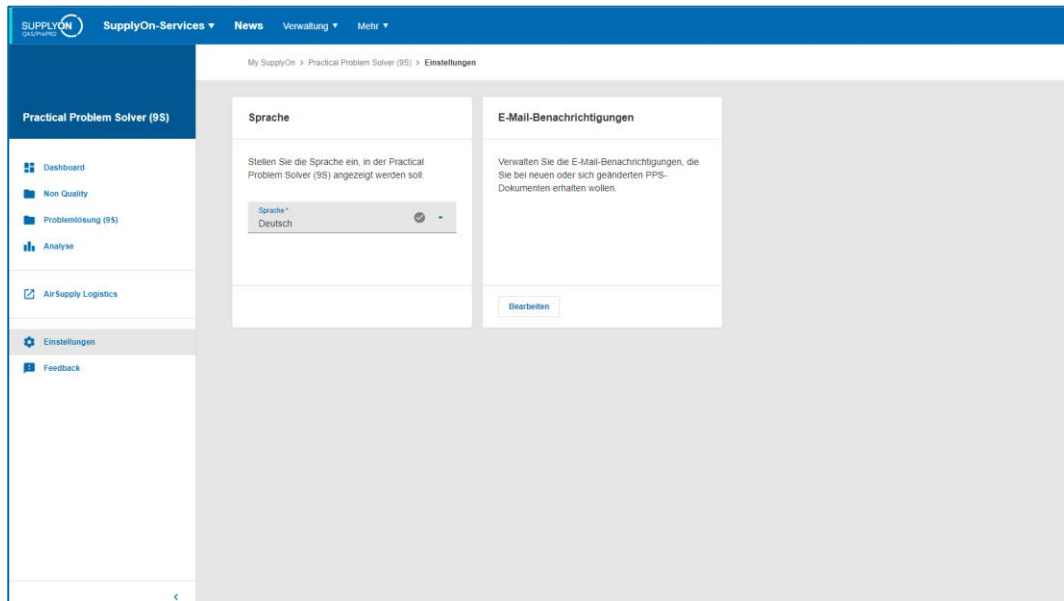 SUPPLYON
QAS/PrePRD
SupplyOn-Services ▾ News Verwaltung ▾ Mehr ▾
My SupplyOn > Practical Problem Solver (9S) > Einstellungen
Practical Problem Solver (9S)
Dashboard
Non Quality
Problemlösung (9S)
Analyse
AirSupply Logistics
Einstellungen
Feedback
Sprache
Stellen Sie die Sprache ein, in der Practical
Problem Solver (9S) angezeigt werden soll.
Sprache *
Deutsch
E-Mail-Benachrichtigungen
Verwalten Sie die E-Mail-Benachrichtigungen, die
Sie bei neuen oder sich geänderten PPS-
Dokumenten erhalten wollen.
Bearbeiten